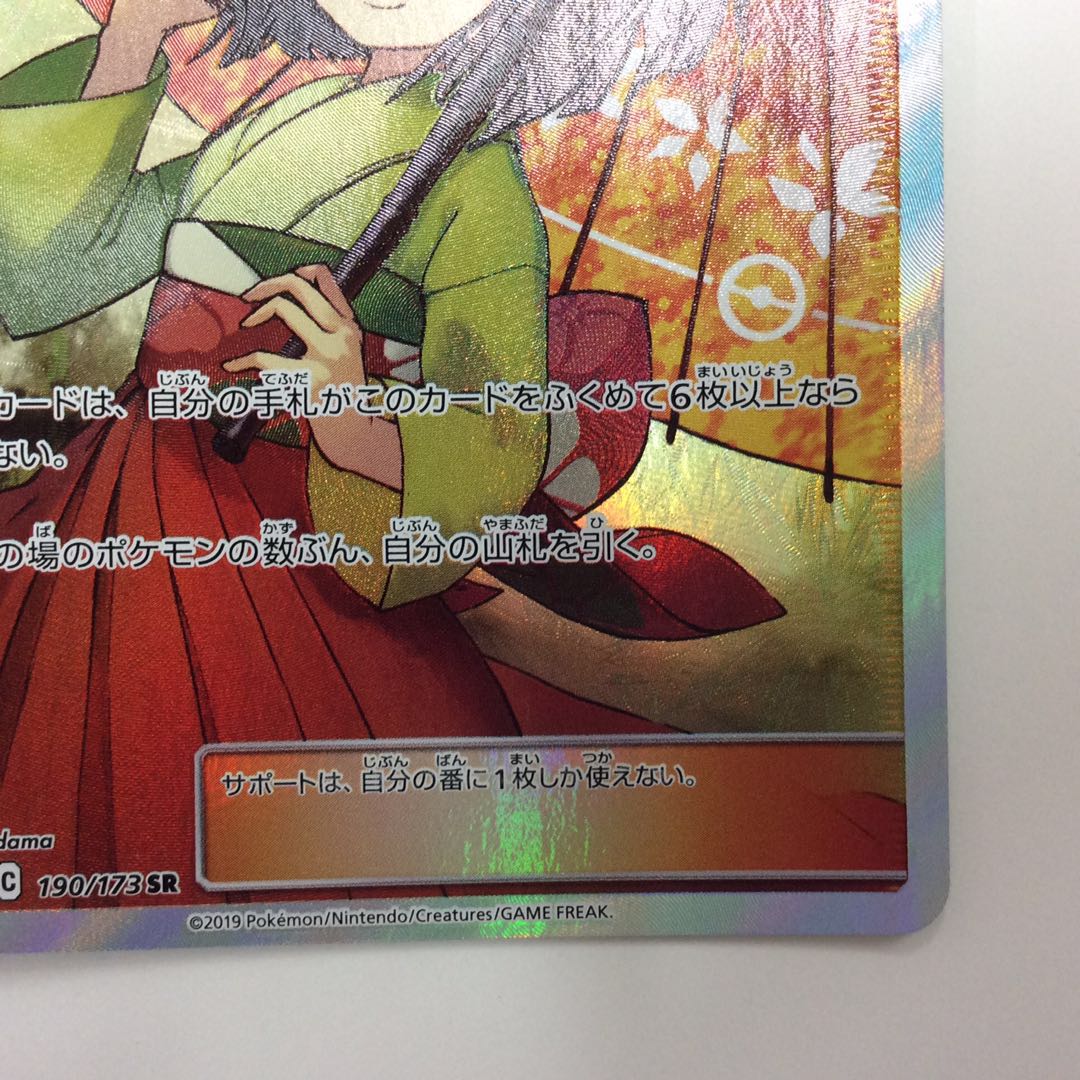 カードは、自分の手札がこのカードをふくめて6枚以上なら
ない。
の場のポケモンの数ぶん、自分の山札を引く。
サポートは、自分の番に1枚しか使えない。
dama
C 190/173 SR
©2019 Pokémon/Nintendo/Creatures/GAME FREAK.